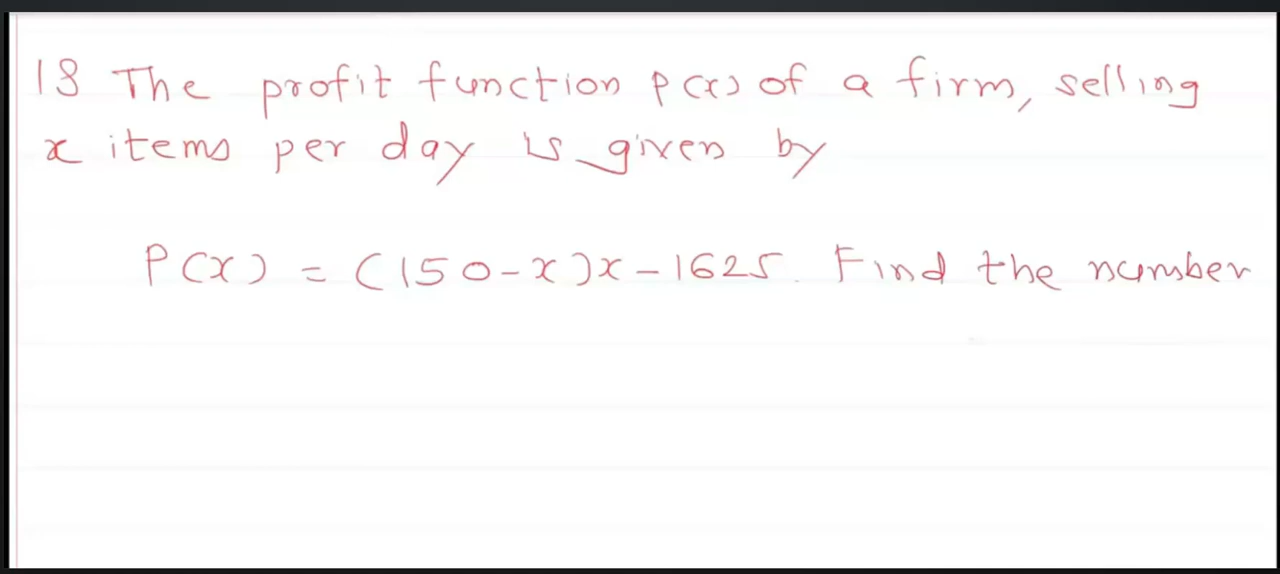 18 The profit function P(x) of a firm, selling
x items per day is given by
P(x) = (150-x)x-1625. Find the number